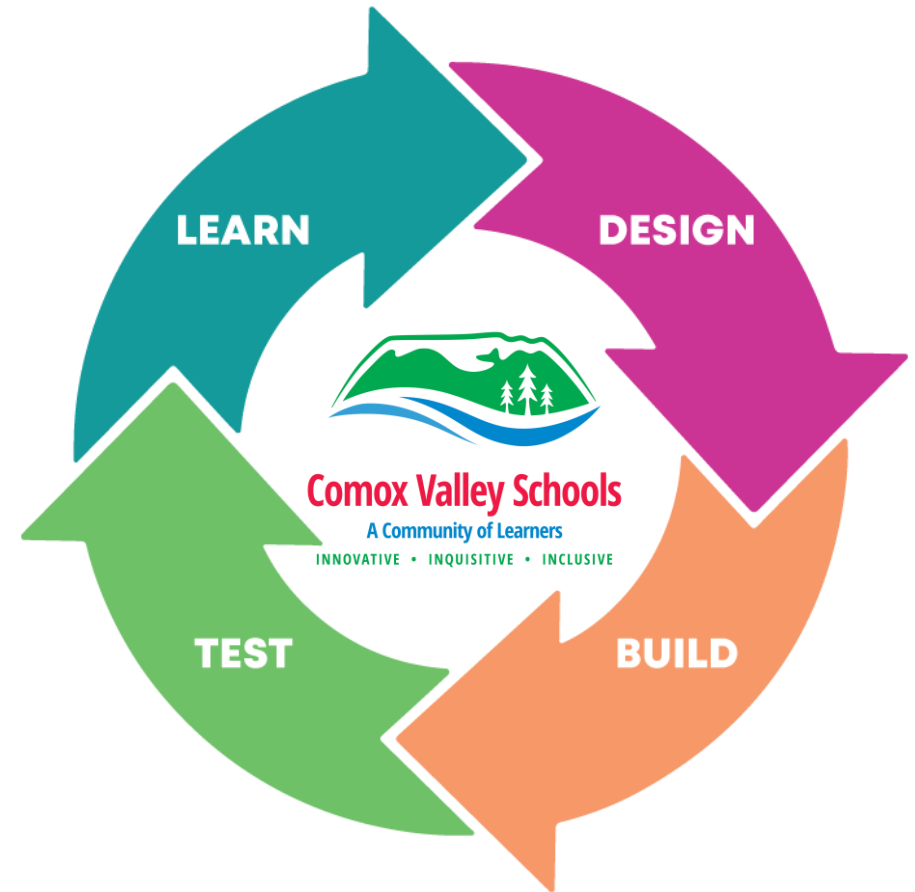 LEARN
DESIGN
Comox Valley Schools
A Community of Learners
INNOVATIVE • INQUISITIVE • INCLUSIVE
TEST
BUILD